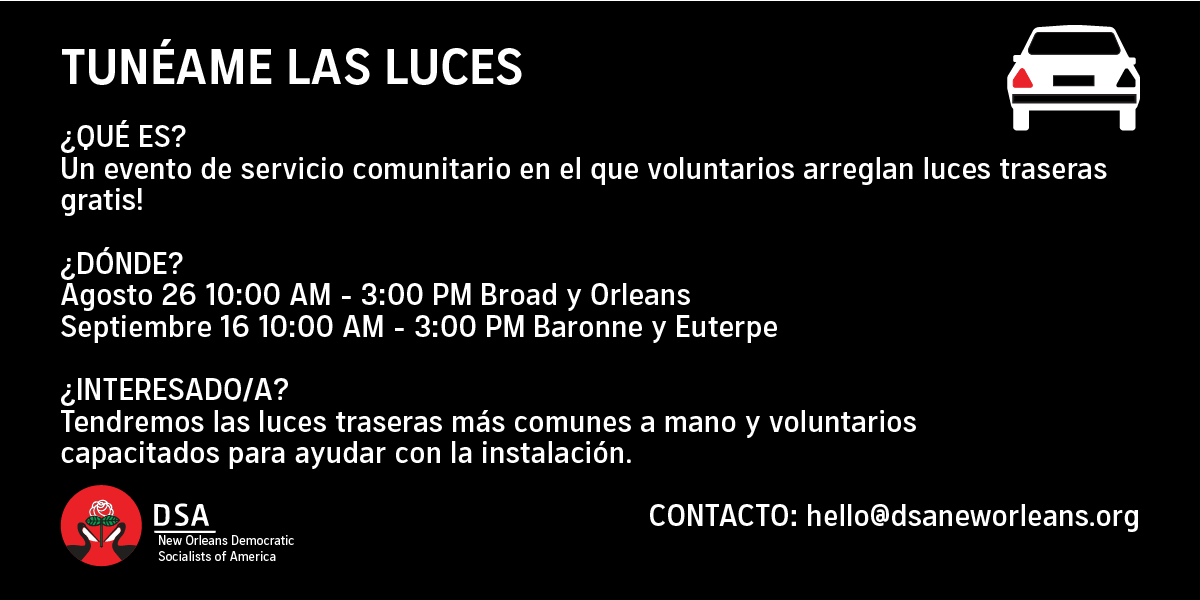 TUNÉAME LAS LUCES
¿QUÉ ES?
Un evento de servicio comunitario en el que voluntarios arreglan luces traseras
gratis!
¿DÓNDE?
Agosto 26 10:00 AM - 3:00 PM Broad y Orleans
Septiembre 16 10:00 AM - 3:00 PM Baronne y Euterpe
¿INTERESADO/A?
Tendremos las luces traseras más comunes a mano y voluntarios
capacitados para ayudar con la instalación.
DSA
New Orleans Democratic
Socialists of America
CONTACTO: hello@dsaneworleans.org